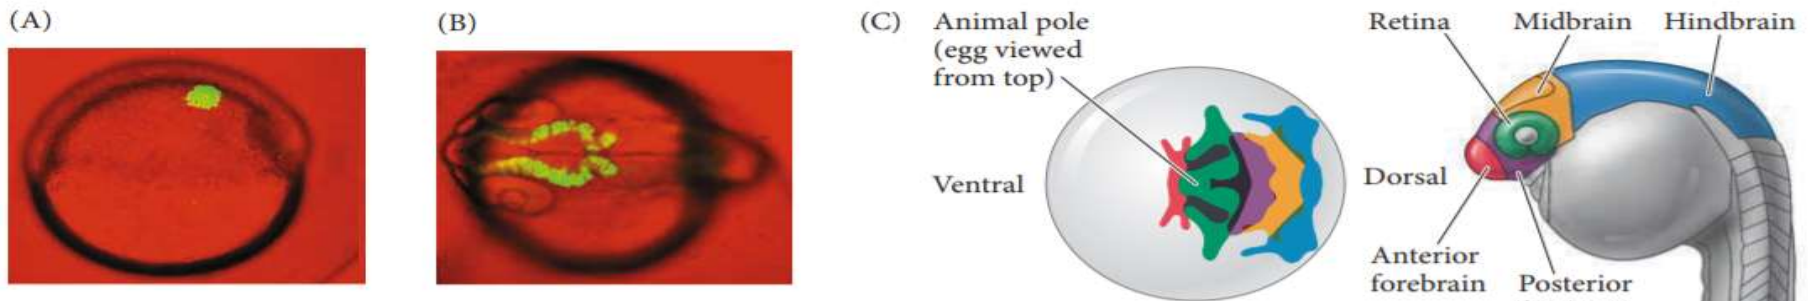 (A)
(B)
(C)
Animal pole
(egg viewed
from top)
Ventral
Dorsal
Retina
Midbrain
Hindbrain
Anterior
forebrain
Posterior